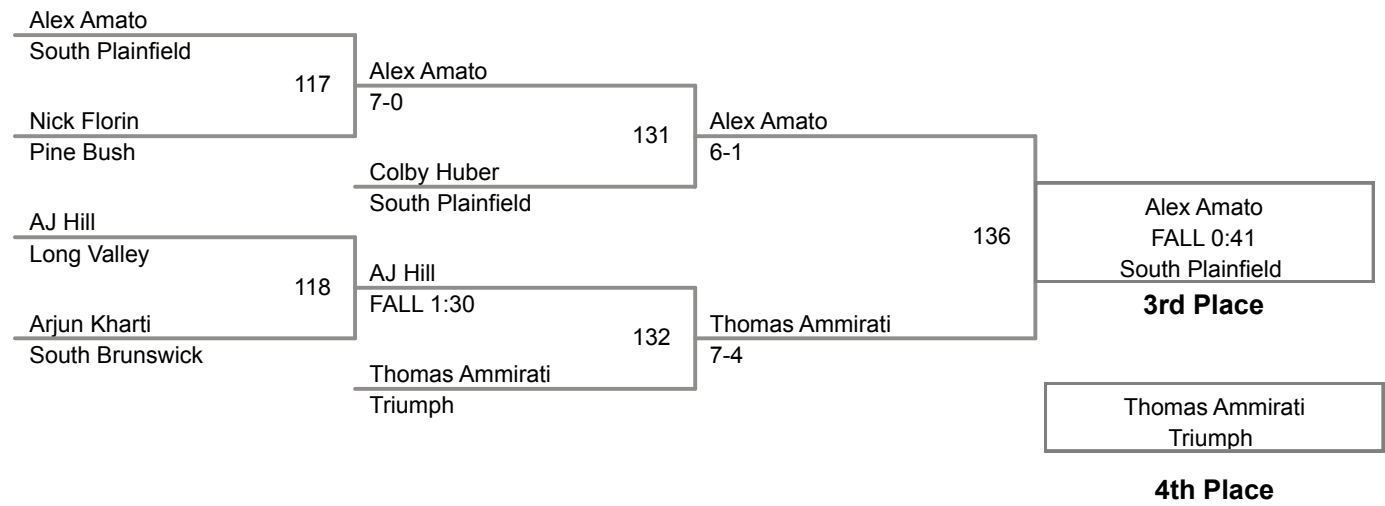 Alex Amato
South Plainfield
117
Nick Florin
Pine Bush
AJ Hill
Long Valley
118
Arjun Kharti
South Brunswick
Alex Amato
7-0
131
Colby Huber
South Plainfield
AJ Hill
FALL 1:30
132
Thomas Ammirati
Triumph
Alex Amato
6-1
136
Thomas Ammirati
7-4
Alex Amato
FALL 0:41
South Plainfield
3rd Place
Thomas Ammirati
Triumph
4th Place